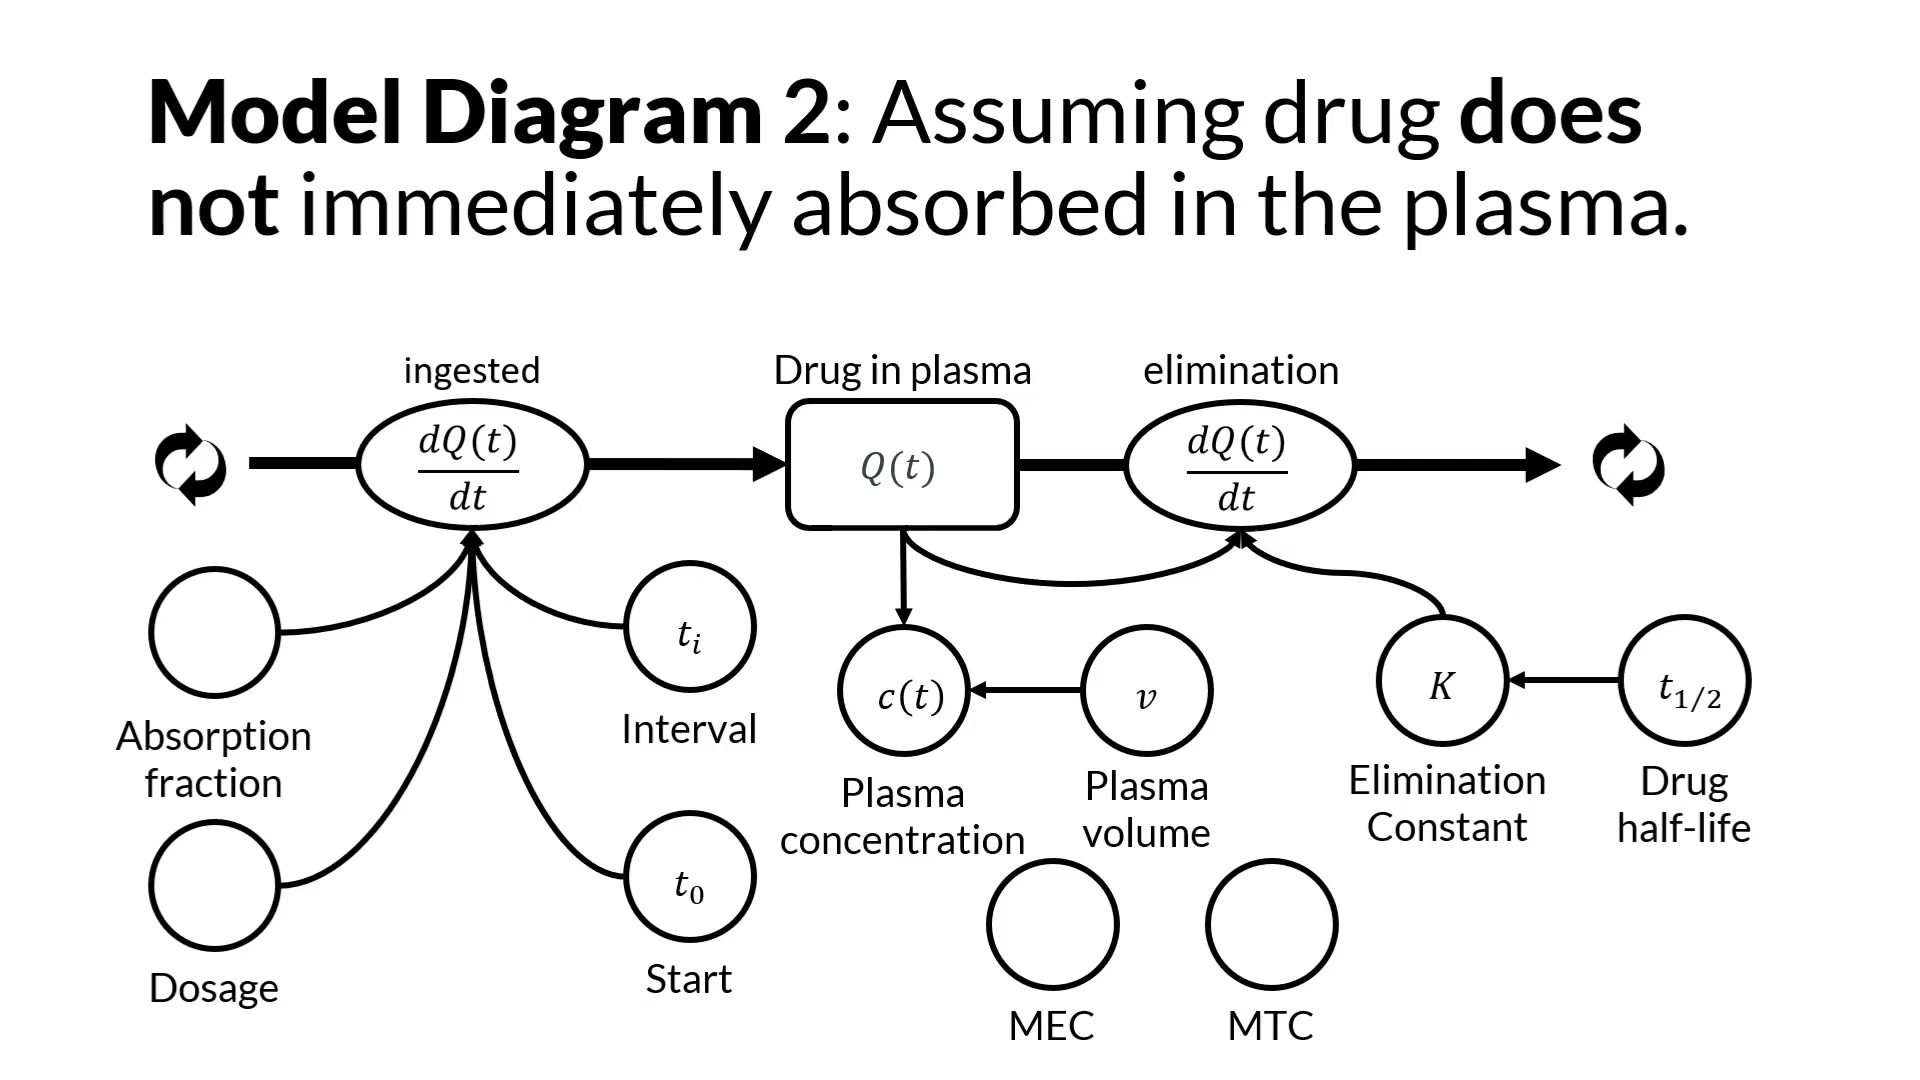 Model Diagram 2: Assuming drug does
not immediately absorbed in the plasma.
ingested
Drug in plasma
elimination
dQ(t)
dt
Q(t)
dQ(t)
dt
t_i
c(t)
v
K
t_{1/2}
Absorption
fraction
Interval
Plasma
concentration
Plasma
volume
Elimination
Constant
Drug
half-life
t_0
Dosage
Start
MEC
MTC